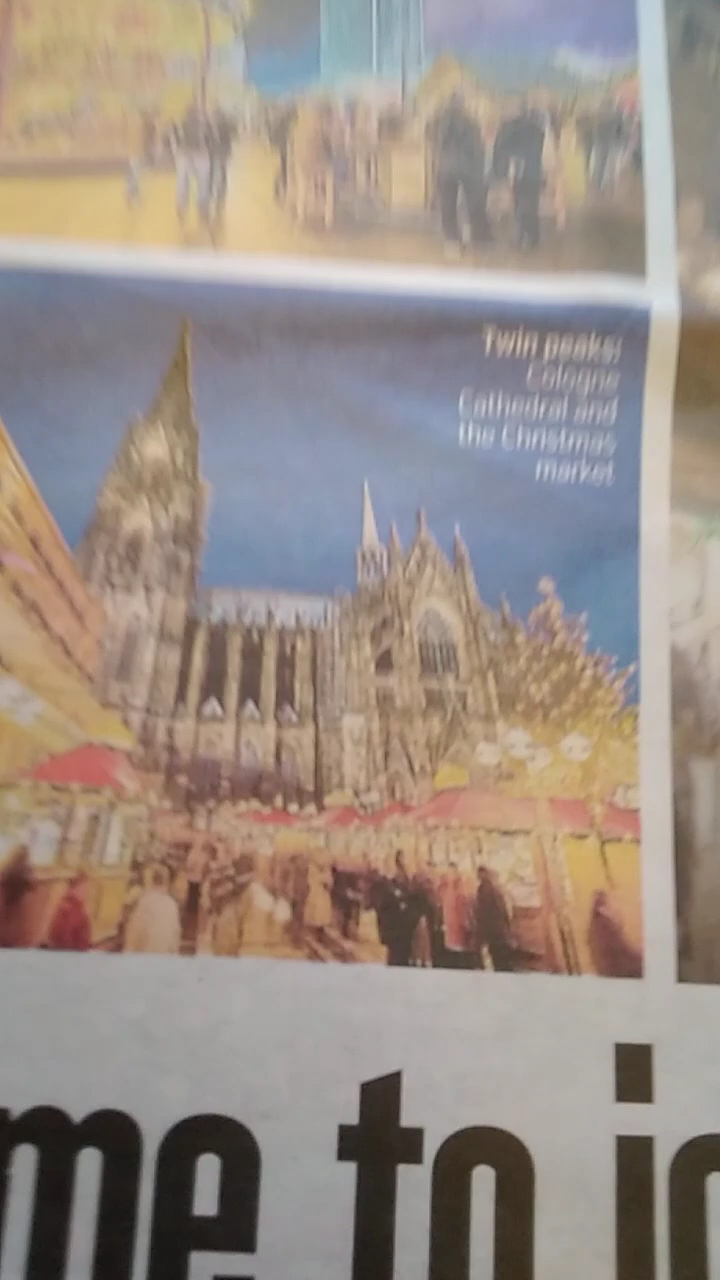 Twin peaks:
Cologne
Cathedral and
the Christmas
market
me to